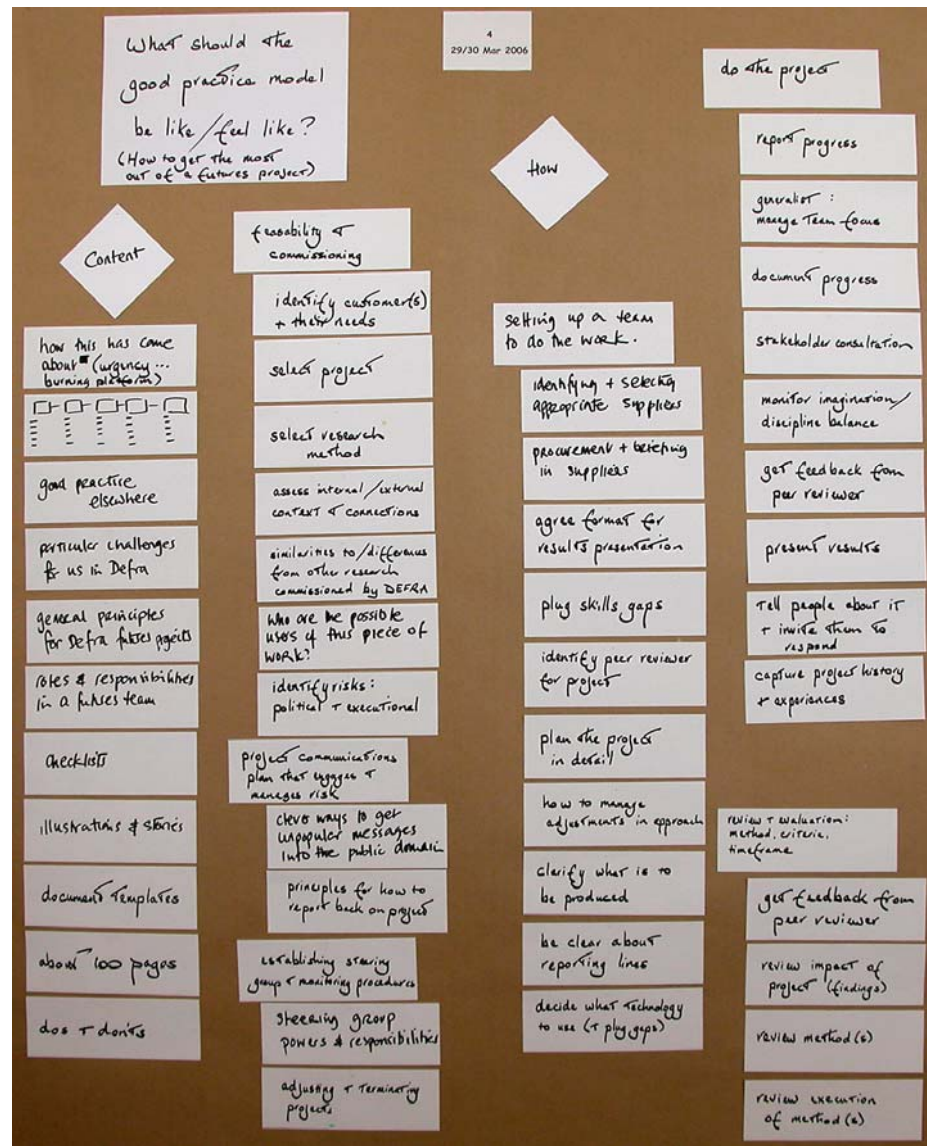 What should the
good practice model
be like/feel like?
(How to get the most
out of a futures project)
4
29/30 Mar 2006
Content
how this has come
about (urgency...
burning platform)
good practice
elsewhere
particular challenges
for us in Defra
general principles
for Defra futures agents
roles & responsibilities
in a futures team
checklists
illustrations & stories
document templates
about 100 pages
dos + don'ts
feasability +
commissioning
identify customer(s)
+ their needs
select project
select research
method
assess internal/external
context + connections
similarities to/differences
from other research
commissioned by DEFRA
who are the possible
users of this piece of
work?
identify risks:
political + executional
project communications
plan that engages +
manages risk
clever ways to get
unpopular messages
into the public domain
principles for how to
report back on project
establishing steering
group + monitoring procedures
steering group
powers & responsibilities
adjusting + terminating
projects
How
setting up a team
to do the work.
identifying + selecting
appropriate suppliers
procurement + briefing
in suppliers
agree format for
results presentation
plug skills gaps
identify peer reviewer
for project
plan the project
in detail
how to manage
adjustments in approach
clarify what is to
be produced
be clear about
reporting lines
decide what technology
to use (+ plug gaps)
do the project
report progress
generalist:
manage team focus
document progress
stakeholder consultation
monitor imagination/
discipline balance
get feedback from
peer reviewer
present results
tell people about it
+ invite them to
respond
capture project history
+ experiences
review + evaluation:
method, criteria,
timeframe
get feedback from
peer reviewer
review impact of
project (findings)
review method(s)
review execution
of method(s)